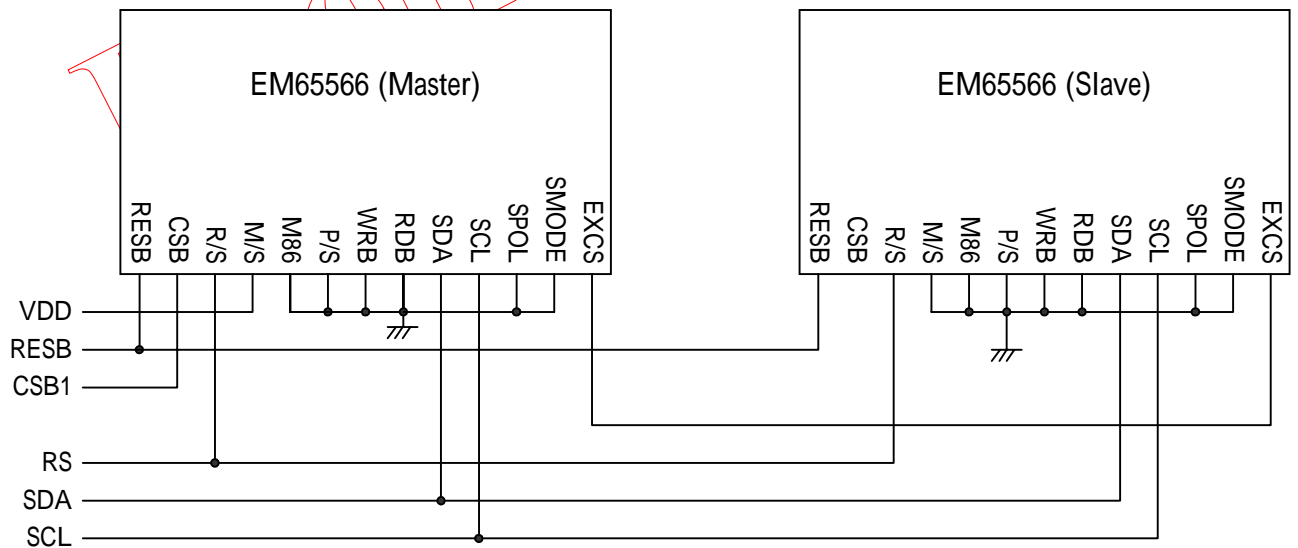 EM65566 (Master)
EM65566 (Slave)
RESB
CSB
R/S
M/S
M86
P/S
WRB
RDB
SDA
SCL
SPOL
SMODE
EXCS
RESB
CSB
R/S
M/S
M86
P/S
WRB
RDB
SDA
SCL
SPOL
SMODE
EXCS
VDD
RESB
CSB1
RS
SDA
SCL